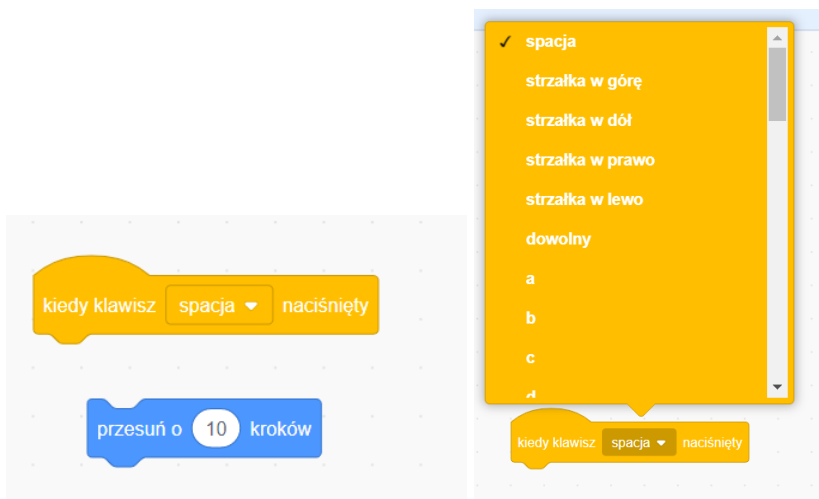 kiedy klawisz spacja naciśnięty
przesuń o 10 kroków
✓ spacja
strzałka w górę
strzałka w dół
strzałka w prawo
strzałka w lewo
dowolny
a
b
c
d
kiedy klawisz spacja naciśnięty